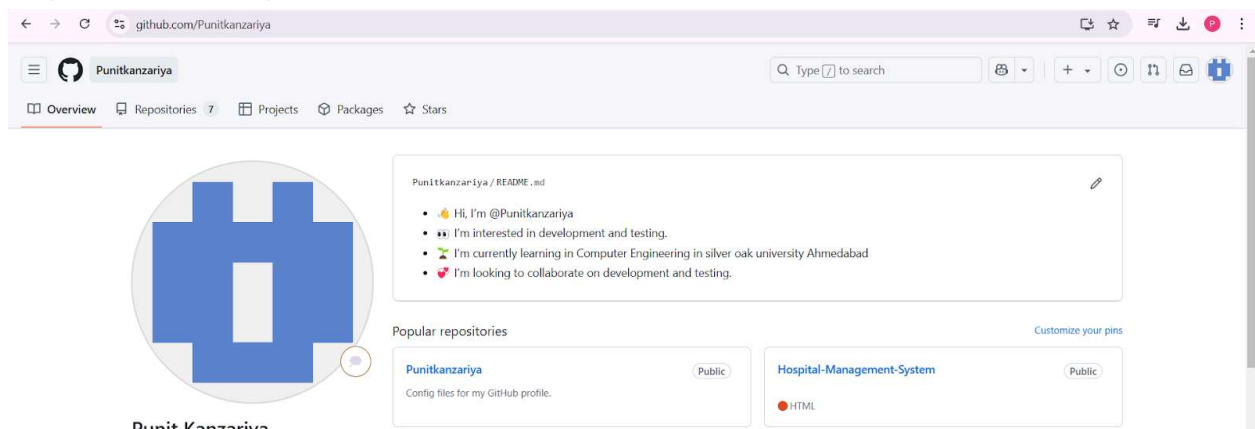 github.com/Punitkanzariya
P
Punitkanzariya
Type / to search
Overview Repositories 7 Projects Packages Stars
Punitkanzariya/README.md
👋 Hi, I'm @Punitkanzariya
👀 I'm interested in development and testing.
🌱 I'm currently learning in Computer Engineering in silver oak university Ahmedabad
💞️ I'm looking to collaborate on development and testing.
Popular repositories
Customize your pins
Punitkanzariya Public
Config files for my GitHub profile.
Hospital-Management-System Public
HTML
Punit Kanzariya